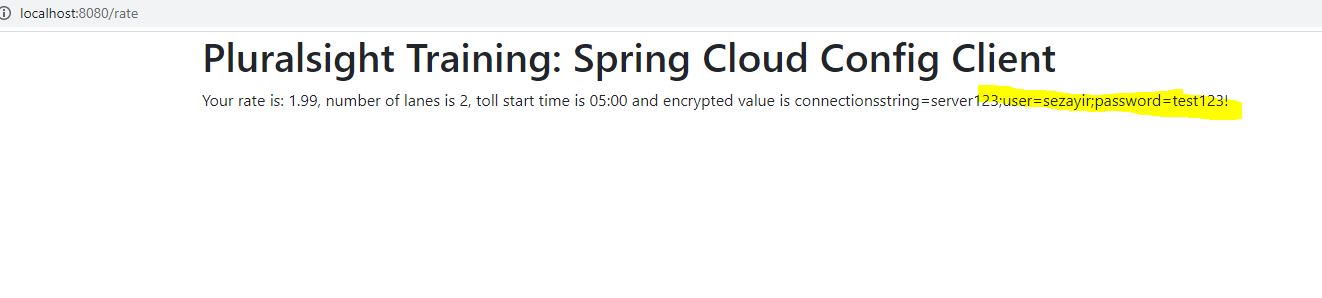 localhost:8080/rate
Pluralsight Training: Spring Cloud Config Client
Your rate is: 1.99, number of lanes is 2, toll start time is 05:00 and encrypted value is connectionsstring=server123;user=sezayir;password=test123!